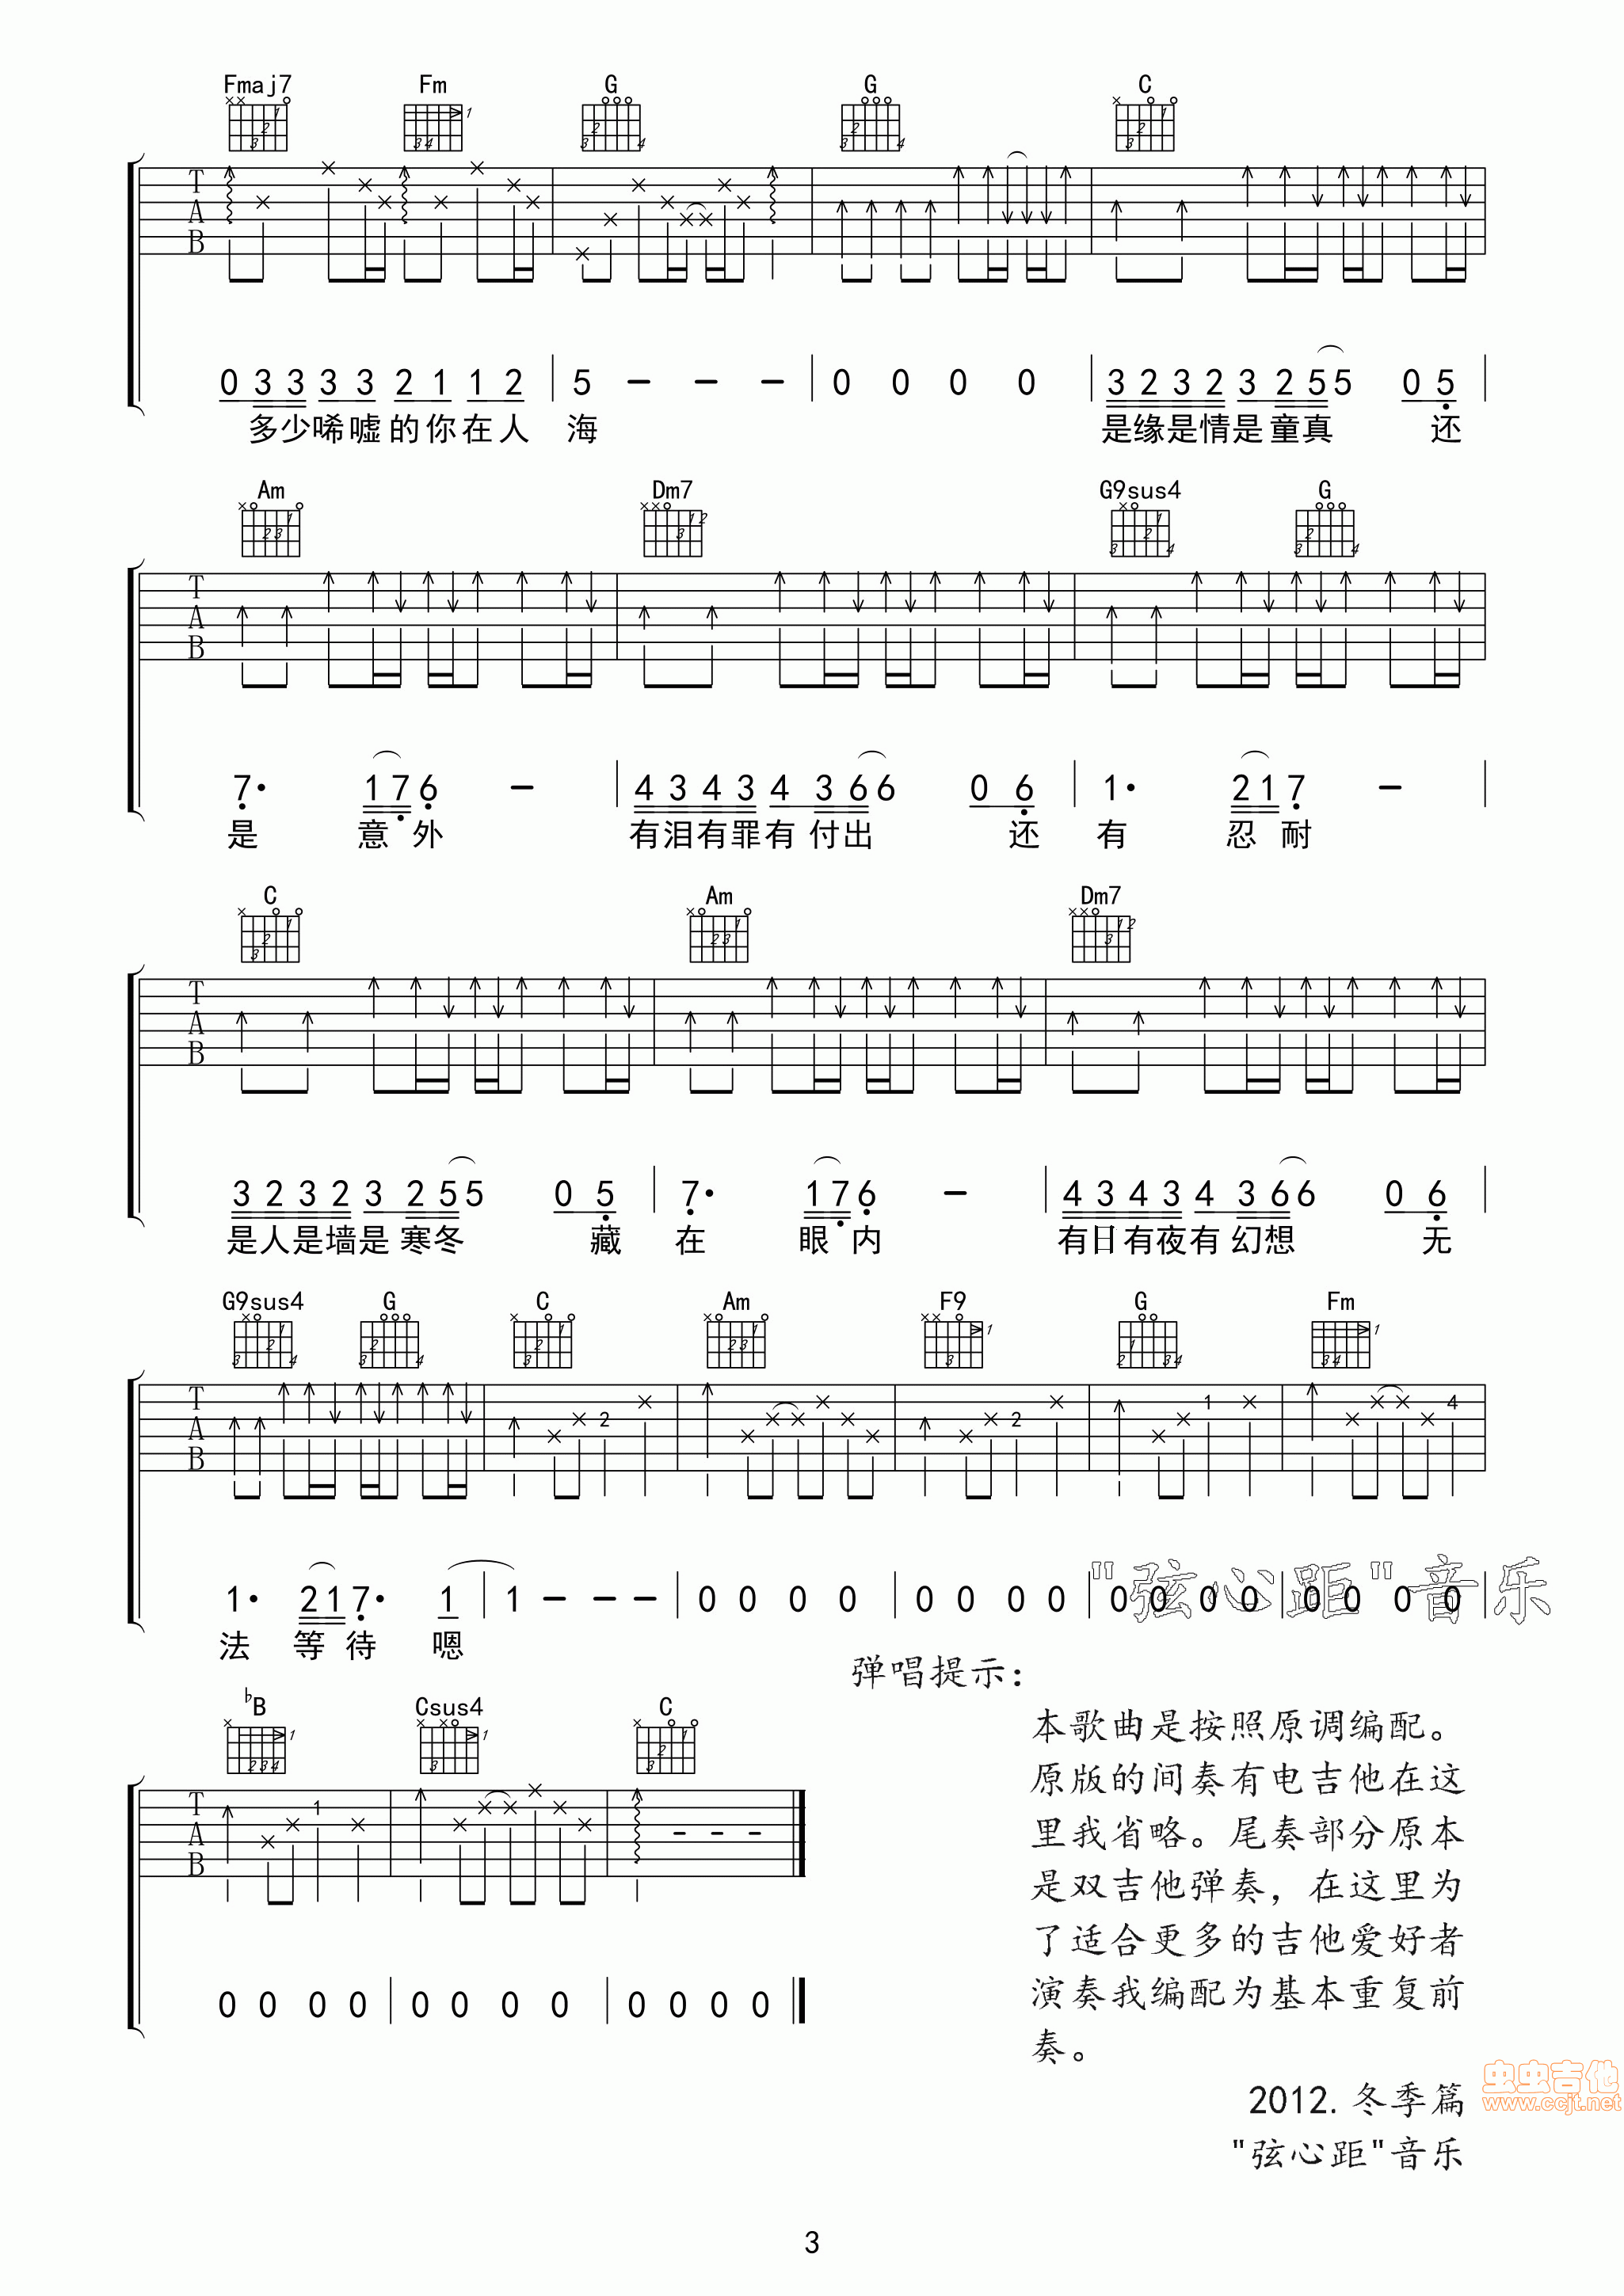 Fmaj7 Fm G G C
T
A
B
0 3 3 3 3 2 1 1 2 5 - - - 0 0 0 0 3 2 3 2 3 2 5 5 0 5
多少唏嘘的你在人 海 是缘是情是童真 还
Am Dm7 G9sus4 G
T
A
B
7· 1 7 6 - 4 3 4 3 4 3 6 6 0 6 1· 2 1 7 -
是 意 外 有泪有罪有付出 还 有 忍 耐
C Am Dm7
T
A
B
3 2 3 2 3 2 5 5 0 5 7· 1 7 6 - 4 3 4 3 4 3 6 6 0 6
是人是墙是寒冬 藏 在 眼 内 有日有夜有幻想 无
G9sus4 G C Am F9 G Fm
T
A
B
2 2 1 4
"弦心距"音乐
1· 2 1 7· 1 1 - - - 0 0 0 0 0 0 0 0 0 0 0 0 0 0 0 0
法 等 待 嗯
弹唱提示：
♭B Csus4 C
T
A
B
1 - - -
0 0 0 0 0 0 0 0 0 0 0 0
本歌曲是按照原调编配。
原版的间奏有电吉他在这
里我省略。尾奏部分原本
是双吉他弹奏，在这里为
了适合更多的吉他爱好者
演奏我编配为基本重复前
奏。
2012.冬季篇
"弦心距"音乐
虫虫吉他
www.ccjt.net
3